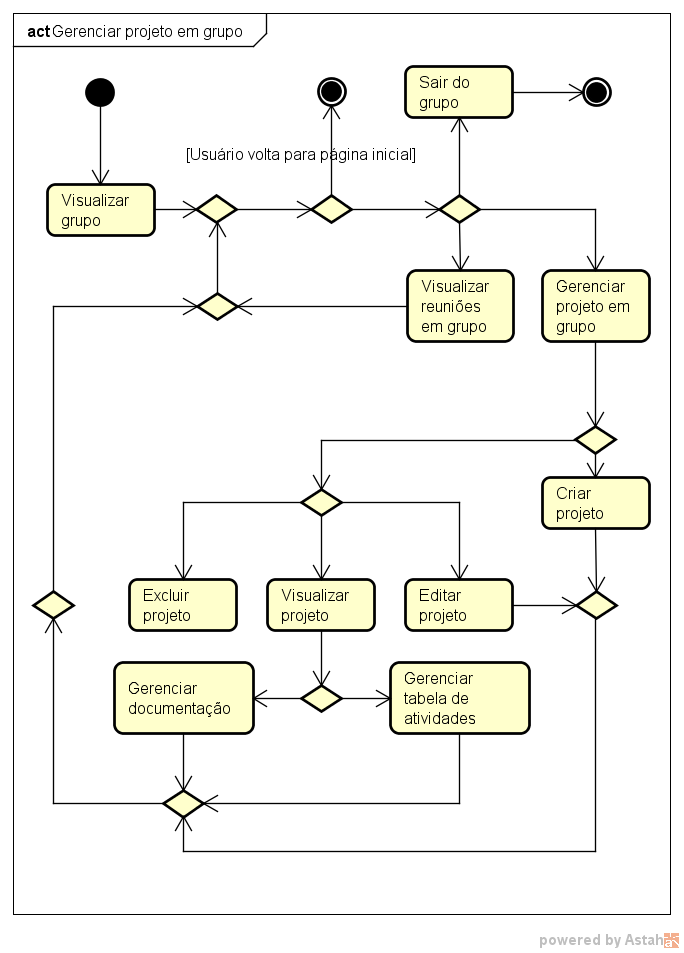 act Gerenciar projeto em grupo
Sair do
grupo
[Usuário volta para página inicial]
Visualizar
grupo
Visualizar
reuniões
em grupo
Gerenciar
projeto em
grupo
Criar
projeto
Excluir
projeto
Visualizar
projeto
Editar
projeto
Gerenciar
documentação
Gerenciar
tabela de
atividades
powered by Astah